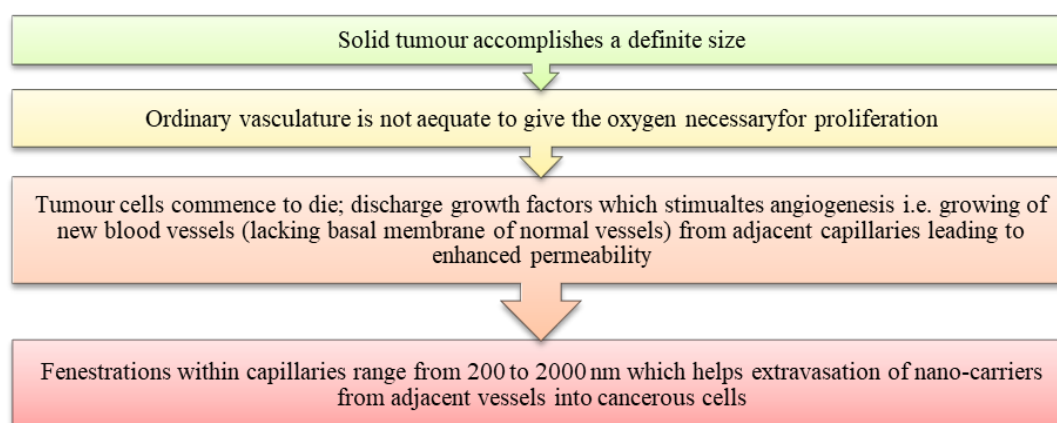 Solid tumour accomplishes a definite size
Ordinary vasculature is not aequate to give the oxygen necessaryfor proliferation
Tumour cells commence to die; discharge growth factors which stimualtes angiogenesis i.e. growing of
new blood vessels (lacking basal membrane of normal vessels) from adjacent capillaries leading to
enhanced permeability
Fenestrations within capillaries range from 200 to 2000 nm which helps extravasation of nano-carriers
from adjacent vessels into cancerous cells